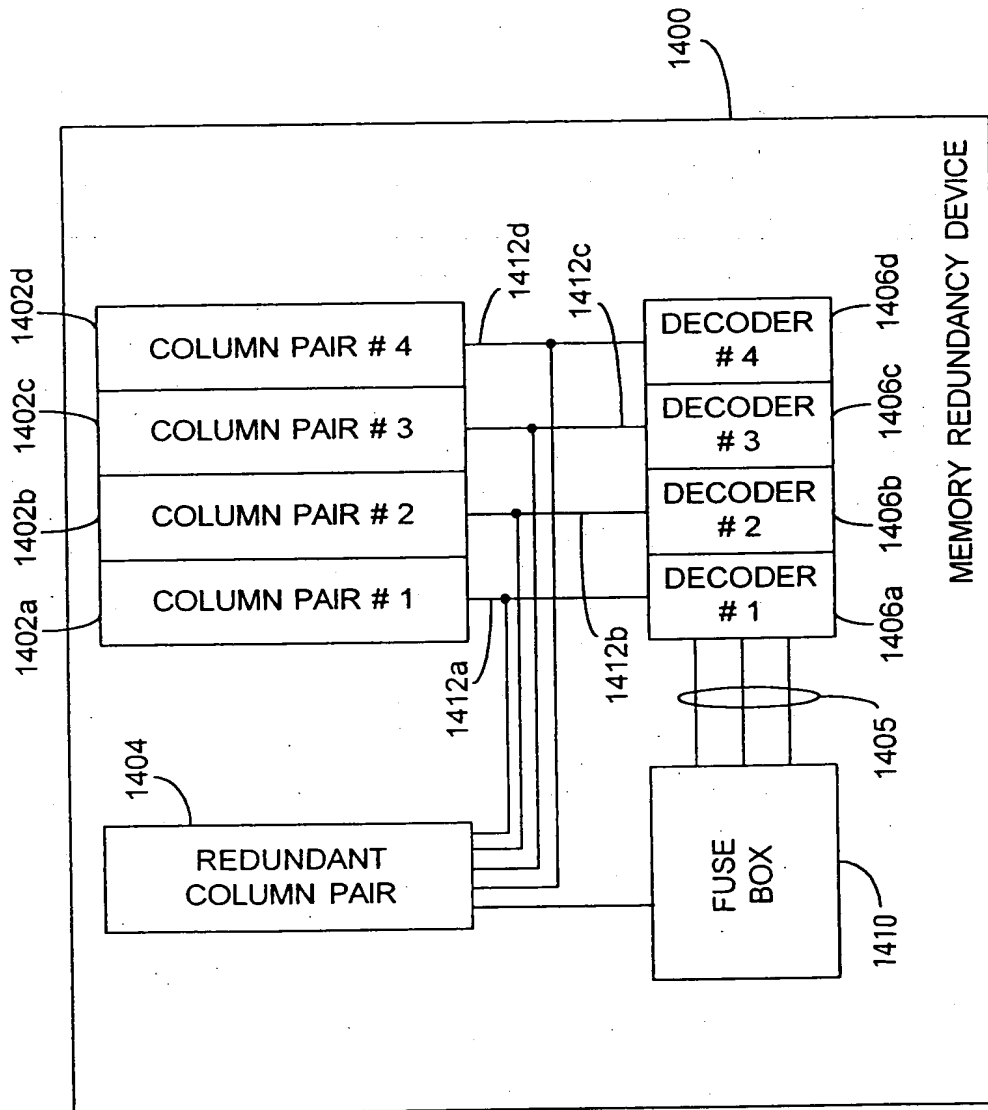 1400
1402a
1402b
1402c
1402d
COLUMN PAIR # 1
COLUMN PAIR # 2
COLUMN PAIR # 3
COLUMN PAIR # 4
1404
REDUNDANT
COLUMN PAIR
1412a
1412b
1412c
1412d
DECODER
# 1
DECODER
# 2
DECODER
# 3
DECODER
# 4
1406a
1406b
1406c
1406d
1405
FUSE
BOX
1410
MEMORY REDUNDANCY DEVICE